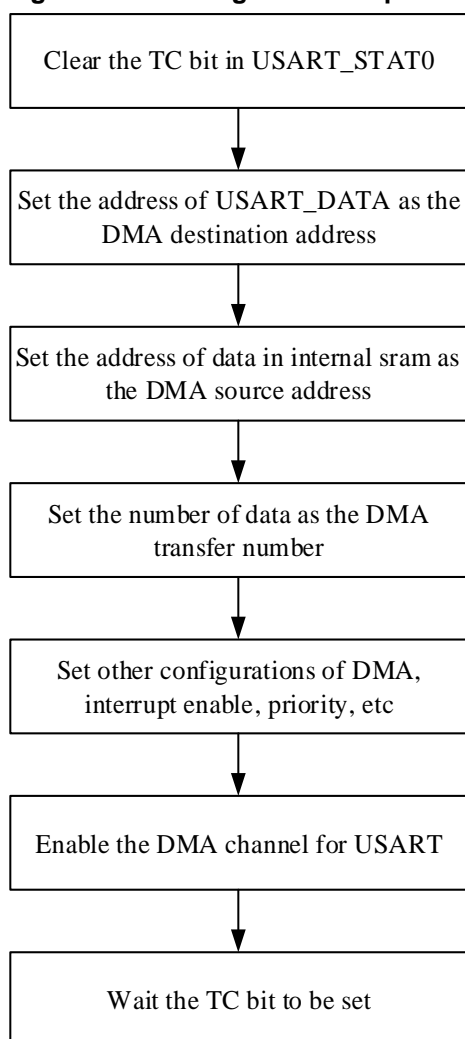 Clear the TC bit in USART_STAT0
Set the address of USART_DATA as the
DMA destination address
Set the address of data in internal sram as
the DMA source address
Set the number of data as the DMA
transfer number
Set other configurations of DMA,
interrupt enable, priority, etc
Enable the DMA channel for USART
Wait the TC bit to be set